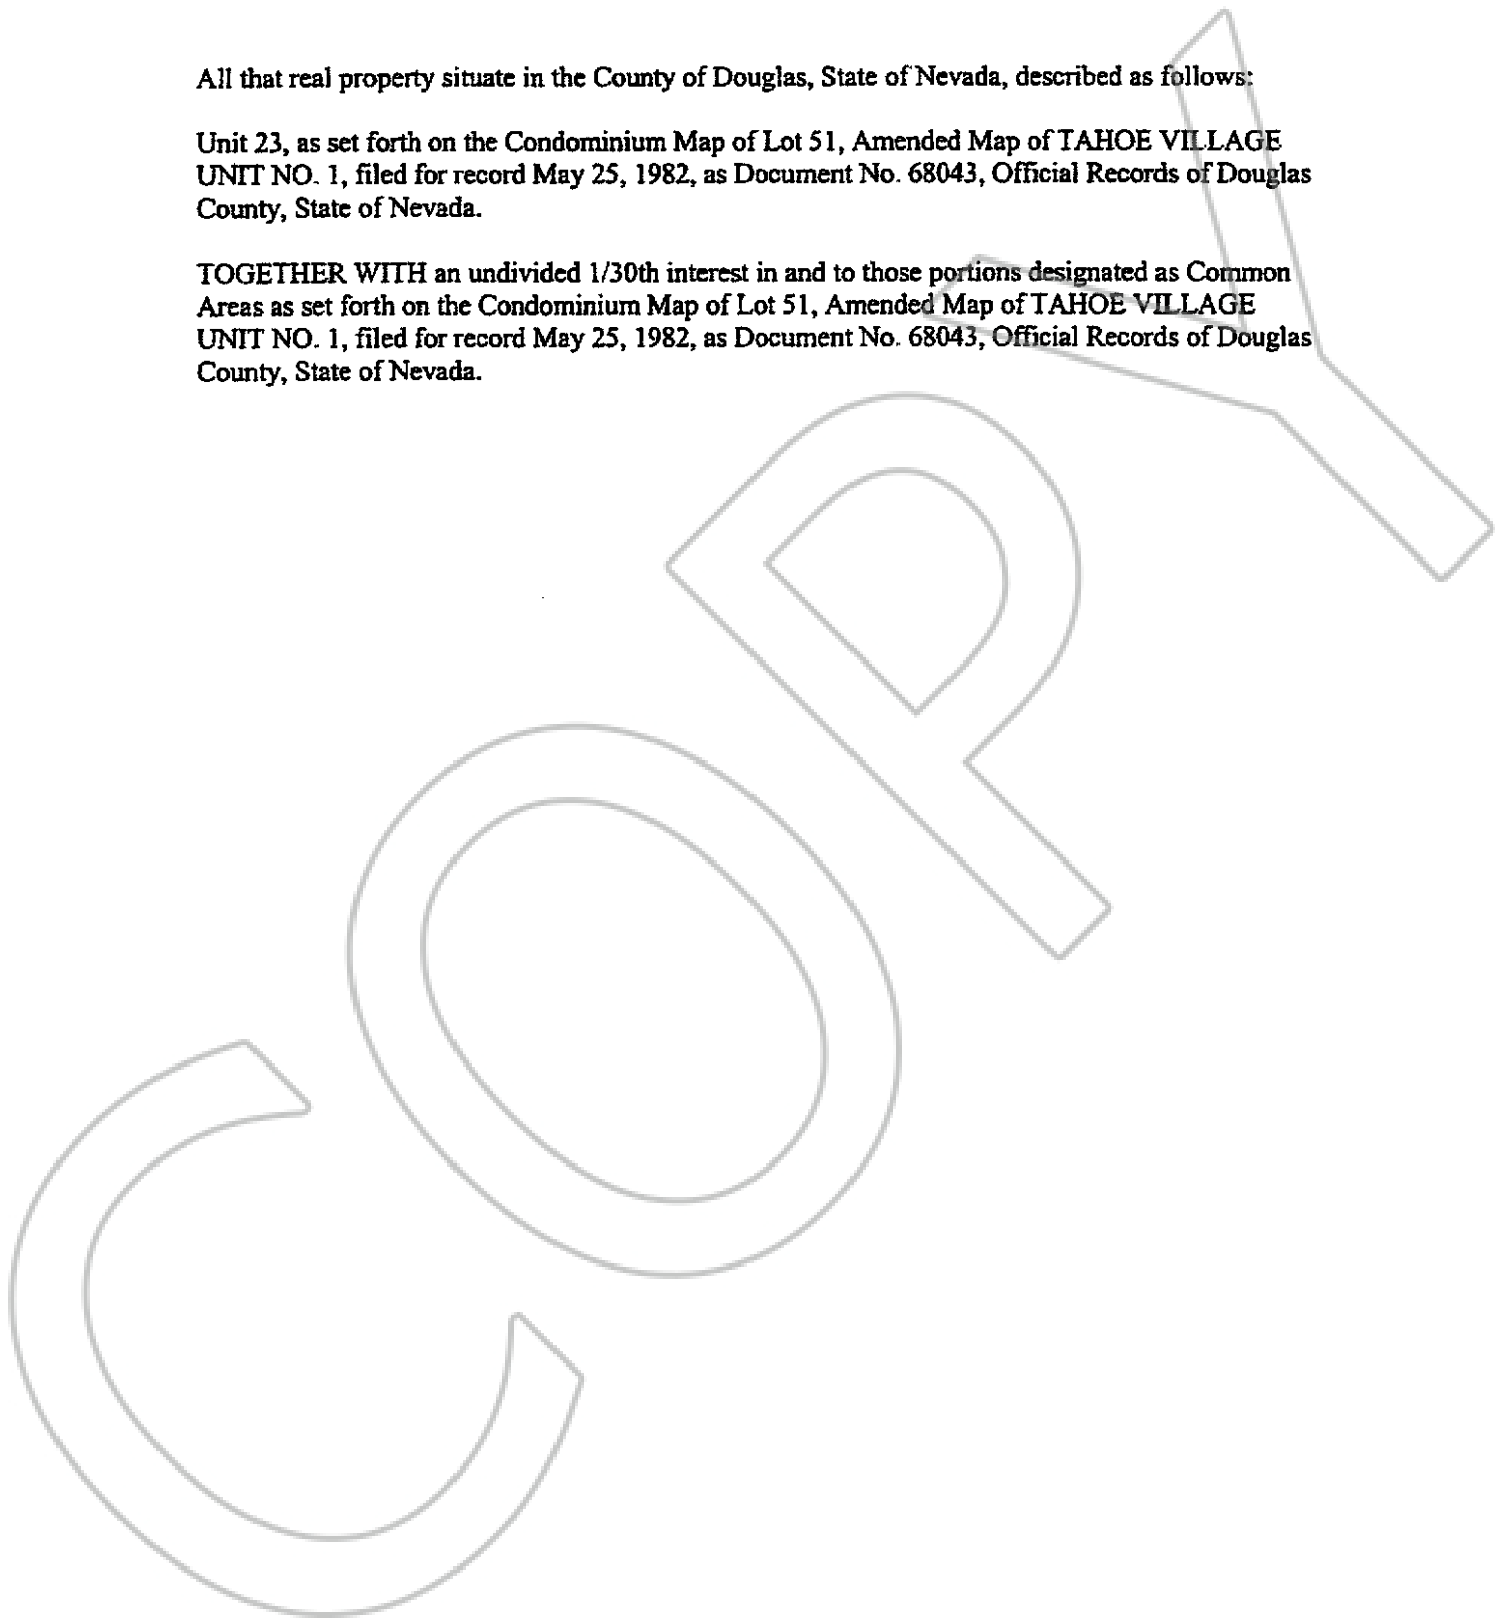 All that real property situate in the County of Douglas, State of Nevada, described as follows:
Unit 23, as set forth on the Condominium Map of Lot 51, Amended Map of TAHOE VILLAGE
UNIT NO. 1, filed for record May 25, 1982, as Document No. 68043, Official Records of Douglas
County, State of Nevada.
TOGETHER WITH an undivided 1/30th interest in and to those portions designated as Common
Areas as set forth on the Condominium Map of Lot 51, Amended Map of TAHOE VILLAGE
UNIT NO. 1, filed for record May 25, 1982, as Document No. 68043, Official Records of Douglas
County, State of Nevada.
COPY